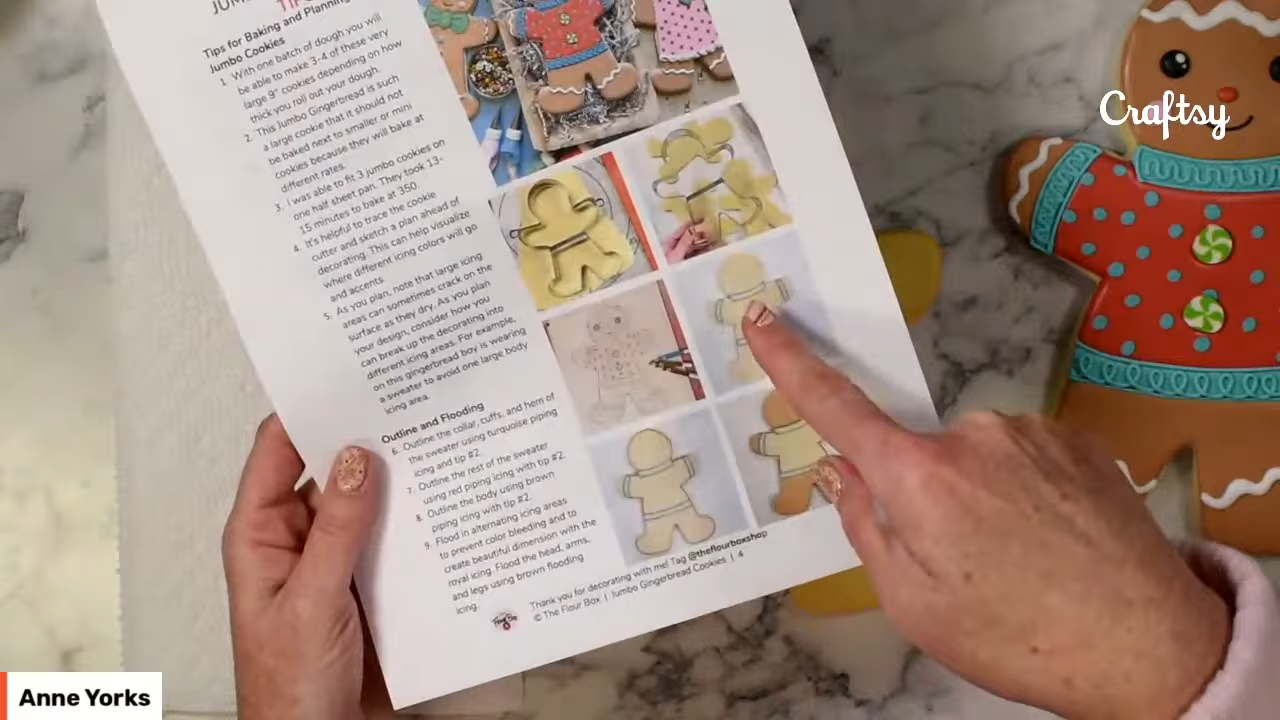 JUM
TIP
Tips for Baking and Planning
Jumbo Cookies
1. With one batch of dough you will
be able to make 3-4 of these very
large 9" cookies depending on how
thick you roll out your dough.
2. This Jumbo Gingerbread is such
a large cookie that it should not
be baked next to smaller or mini
cookies because they will bake at
different rates.
3. I was able to fit 3 jumbo cookies on
one half sheet pan. They took 13-
15 minutes to bake at 350.
4. It's helpful to trace the cookie
cutter and sketch a plan ahead of
decorating. This can help visualize
where different icing colors will go
and accents.
5. As you plan, note that large icing
areas can sometimes crack on the
surface as they dry. As you plan
your design, consider how you
can break up the decorating into
different icing areas. For example,
on this gingerbread boy is wearing
a sweater to avoid one large body
icing area.
Outline and Flooding
6. Outline the collar, cuffs, and hem of
the sweater using turquoise piping
icing and tip #2.
7. Outline the rest of the sweater
using red piping icing with tip #2.
8. Outline the body using brown
piping icing with tip #2.
9. Flood in alternating icing areas
to prevent color bleeding and to
create beautiful dimension with the
royal icing. Flood the head, arms,
and legs using brown flooding
icing.
Thank you for decorating with me! Tag @theflourboxshop
© The Flour Box | Jumbo Gingerbread Cookies | 4
Craftsy
Anne Yorks